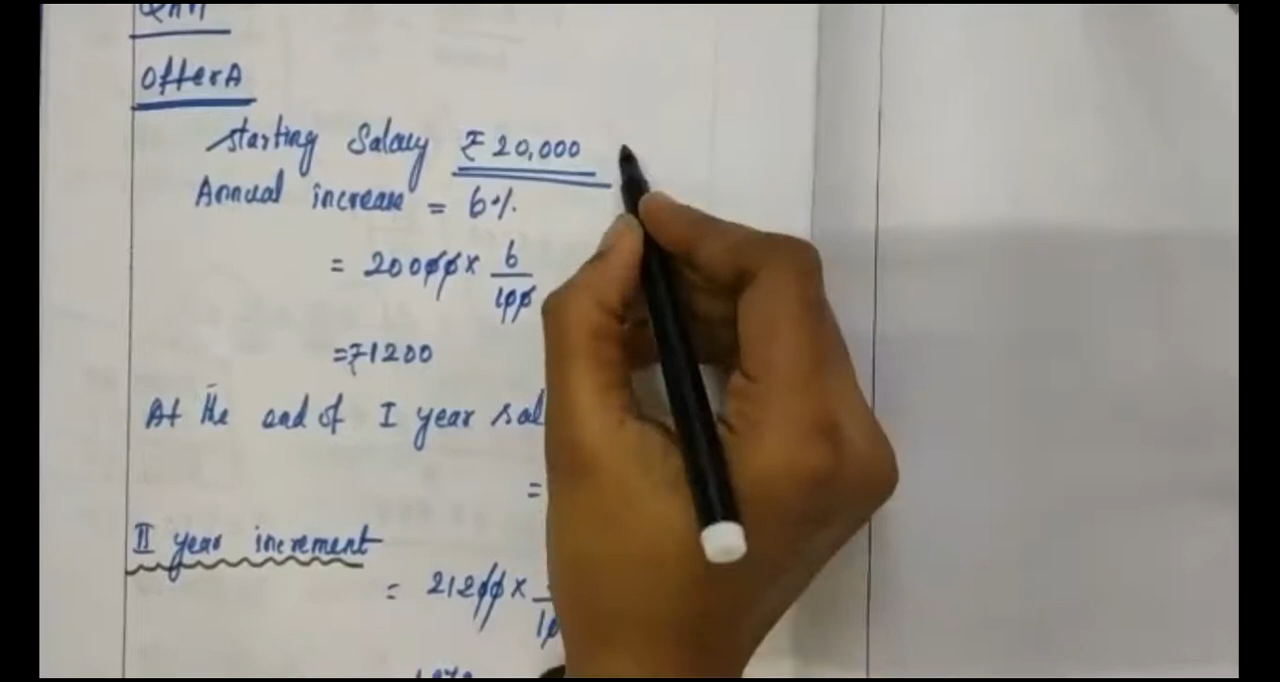 Offer A
Starting Salary ₹ 20,000
Annual increase = 6%
= 20000 x 6/100
= ₹1200
At the end of I year sal
=
II year increment
= 21200 x